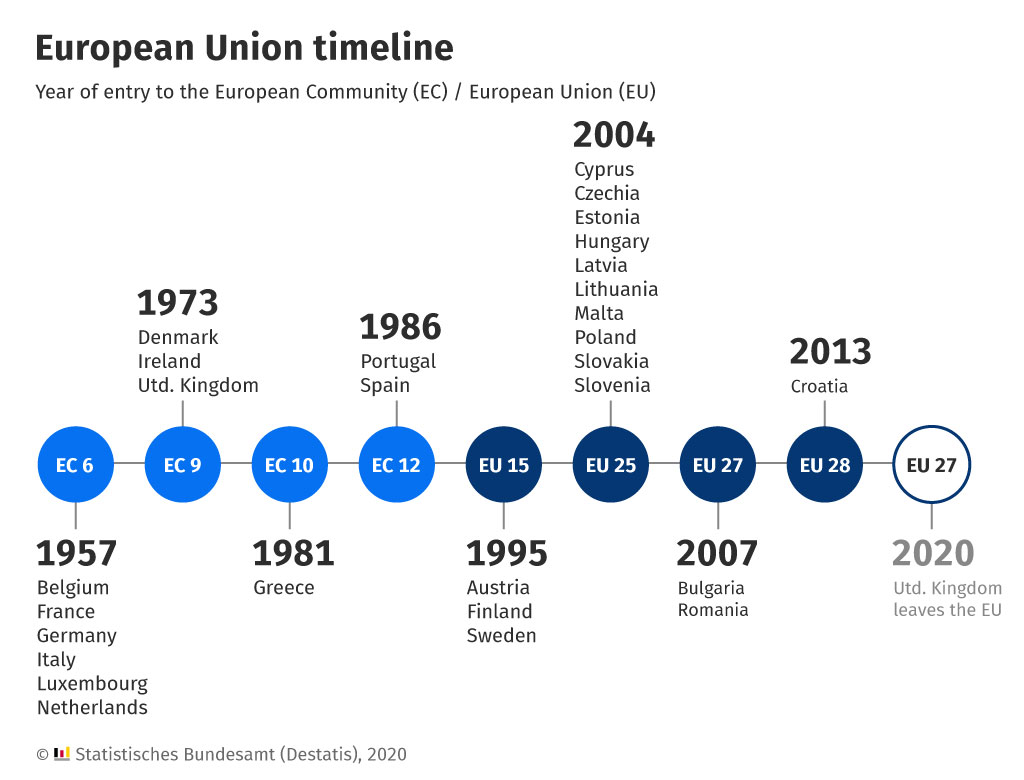 European Union timeline
Year of entry to the European Community (EC) / European Union (EU)
2004
Cyprus
Czechia
Estonia
Hungary
Latvia
Lithuania
Malta
Poland
Slovakia
Slovenia
1973
Denmark
Ireland
Utd. Kingdom
1986
Portugal
Spain
2013
Croatia
EC 6
EC 9
EC 10
EC 12
EU 15
EU 25
EU 27
EU 28
EU 27
1957
Belgium
France
Germany
Italy
Luxembourg
Netherlands
1981
Greece
1995
Austria
Finland
Sweden
2007
Bulgaria
Romania
2020
Utd. Kingdom
leaves the EU
© Statistisches Bundesamt (Destatis), 2020